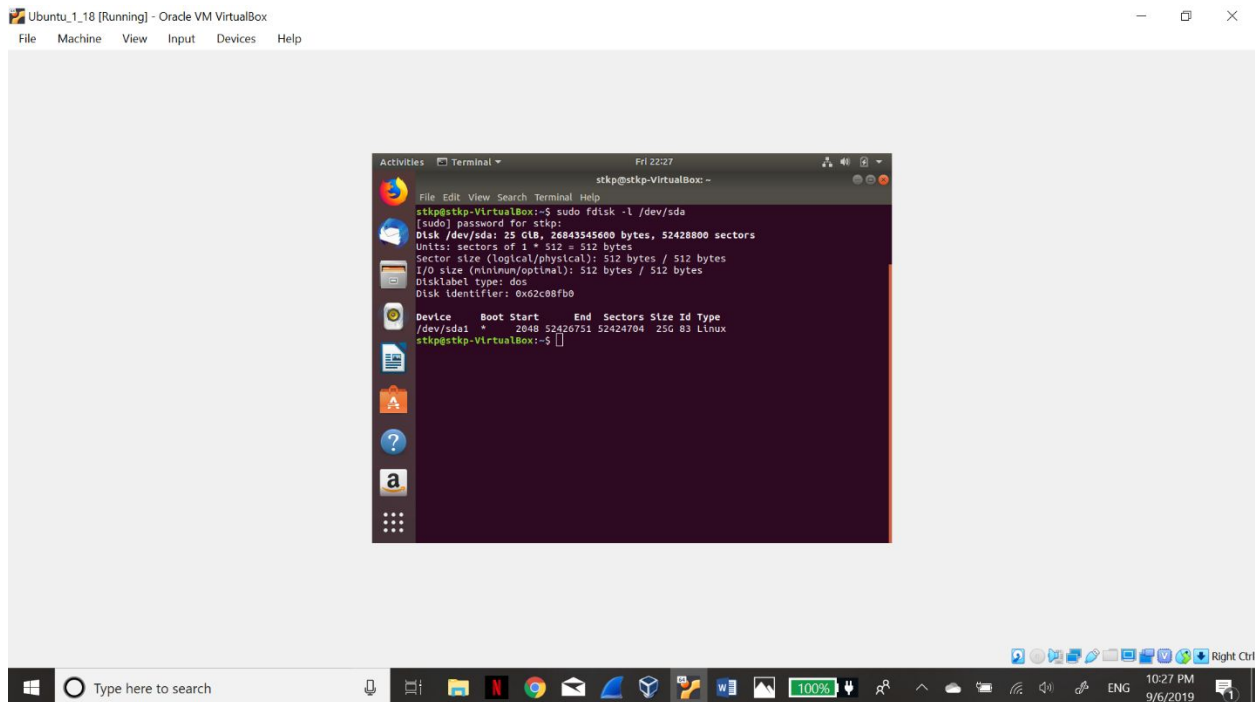 Ubuntu_1_18 [Running] - Oracle VM VirtualBox
File Machine View Input Devices Help
Activities Terminal Fri 22:27
stkp@stkp-VirtualBox: ~
File Edit View Search Terminal Help
stkp@stkp-VirtualBox:~$ sudo fdisk -l /dev/sda
[sudo] password for stkp:
Disk /dev/sda: 25 GiB, 26843545600 bytes, 52428800 sectors
Units: sectors of 1 * 512 = 512 bytes
Sector size (logical/physical): 512 bytes / 512 bytes
I/O size (minimum/optimal): 512 bytes / 512 bytes
Disklabel type: dos
Disk identifier: 0x62c08fb0
Device Boot Start End Sectors Size Id Type
/dev/sda1 * 2048 52426751 52424704 25G 83 Linux
stkp@stkp-VirtualBox:~$
a
Right Ctrl
Type here to search
N
W
100%
ENG
10:27 PM
9/6/2019
1